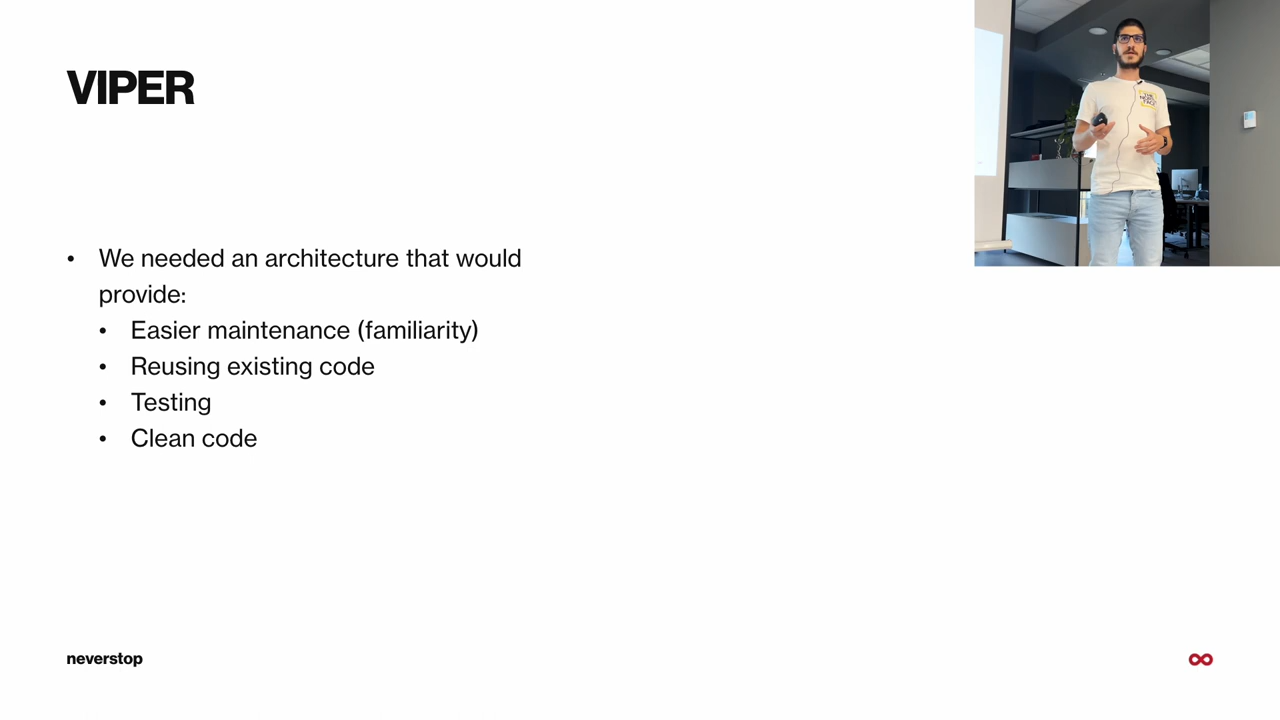 VIPER
• We needed an architecture that would
provide:
• Easier maintenance (familiarity)
• Reusing existing code
• Testing
• Clean code
neverstop